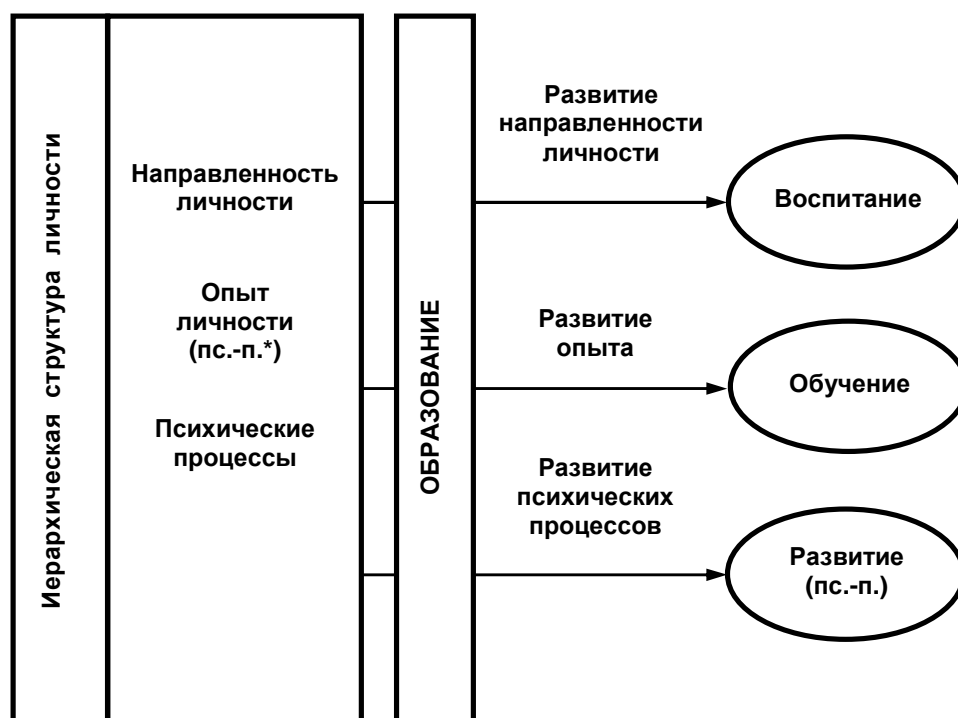 Иерархическая структура личности
Направленность
личности
Опыт
личности
(пс.-п.*)
Психические
процессы
ОБРАЗОВАНИЕ
Развитие
направленности
личности
Воспитание
Развитие
опыта
Обучение
Развитие
психических
процессов
Развитие
(пс.-п.)